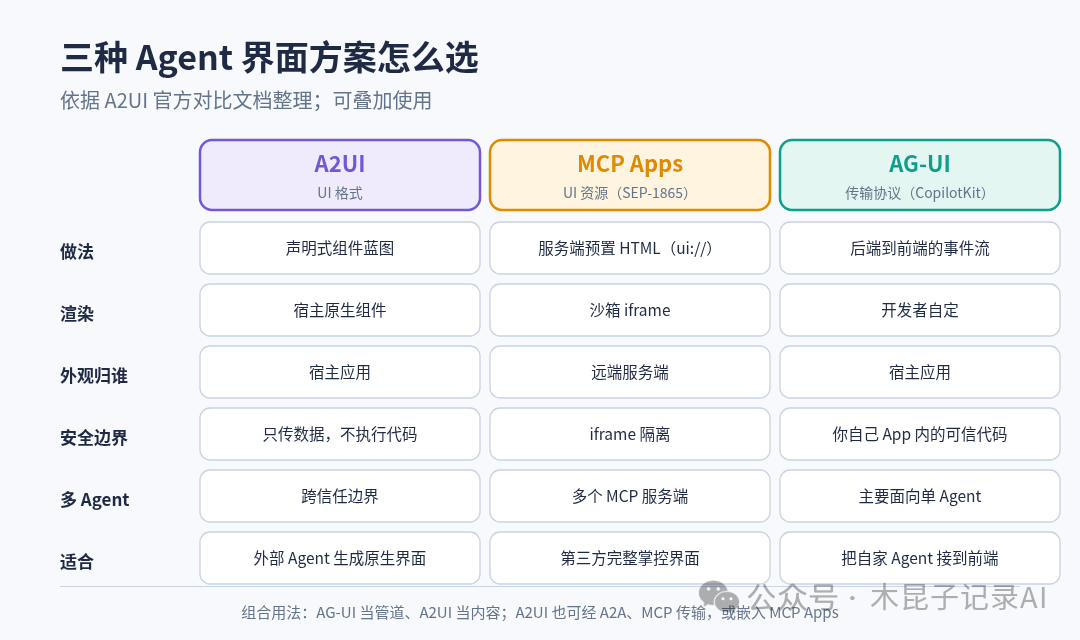 三种 Agent 界面方案怎么选
依据 A2UI 官方对比文档整理；可叠加使用
A2UI
UI 格式
MCP Apps
UI 资源（SEP-1865）
AG-UI
传输协议（CopilotKit）
做法
声明式组件蓝图
服务端预置 HTML（ui://）
后端到前端的事件流
渲染
宿主原生组件
沙箱 iframe
开发者自定
外观归谁
宿主应用
远端服务端
宿主应用
安全边界
只传数据，不执行代码
iframe 隔离
你自己 App 内的可信代码
多 Agent
跨信任边界
多个 MCP 服务端
主要面向单 Agent
适合
外部 Agent 生成原生界面
第三方完整掌控界面
把自家 Agent 接到前端
组合用法：AG-UI 当管道、A2UI 当内容；A2UI 也可经 A2A、MCP 传输，或嵌入 MCP Apps
公众号 · 木昆子记录AI